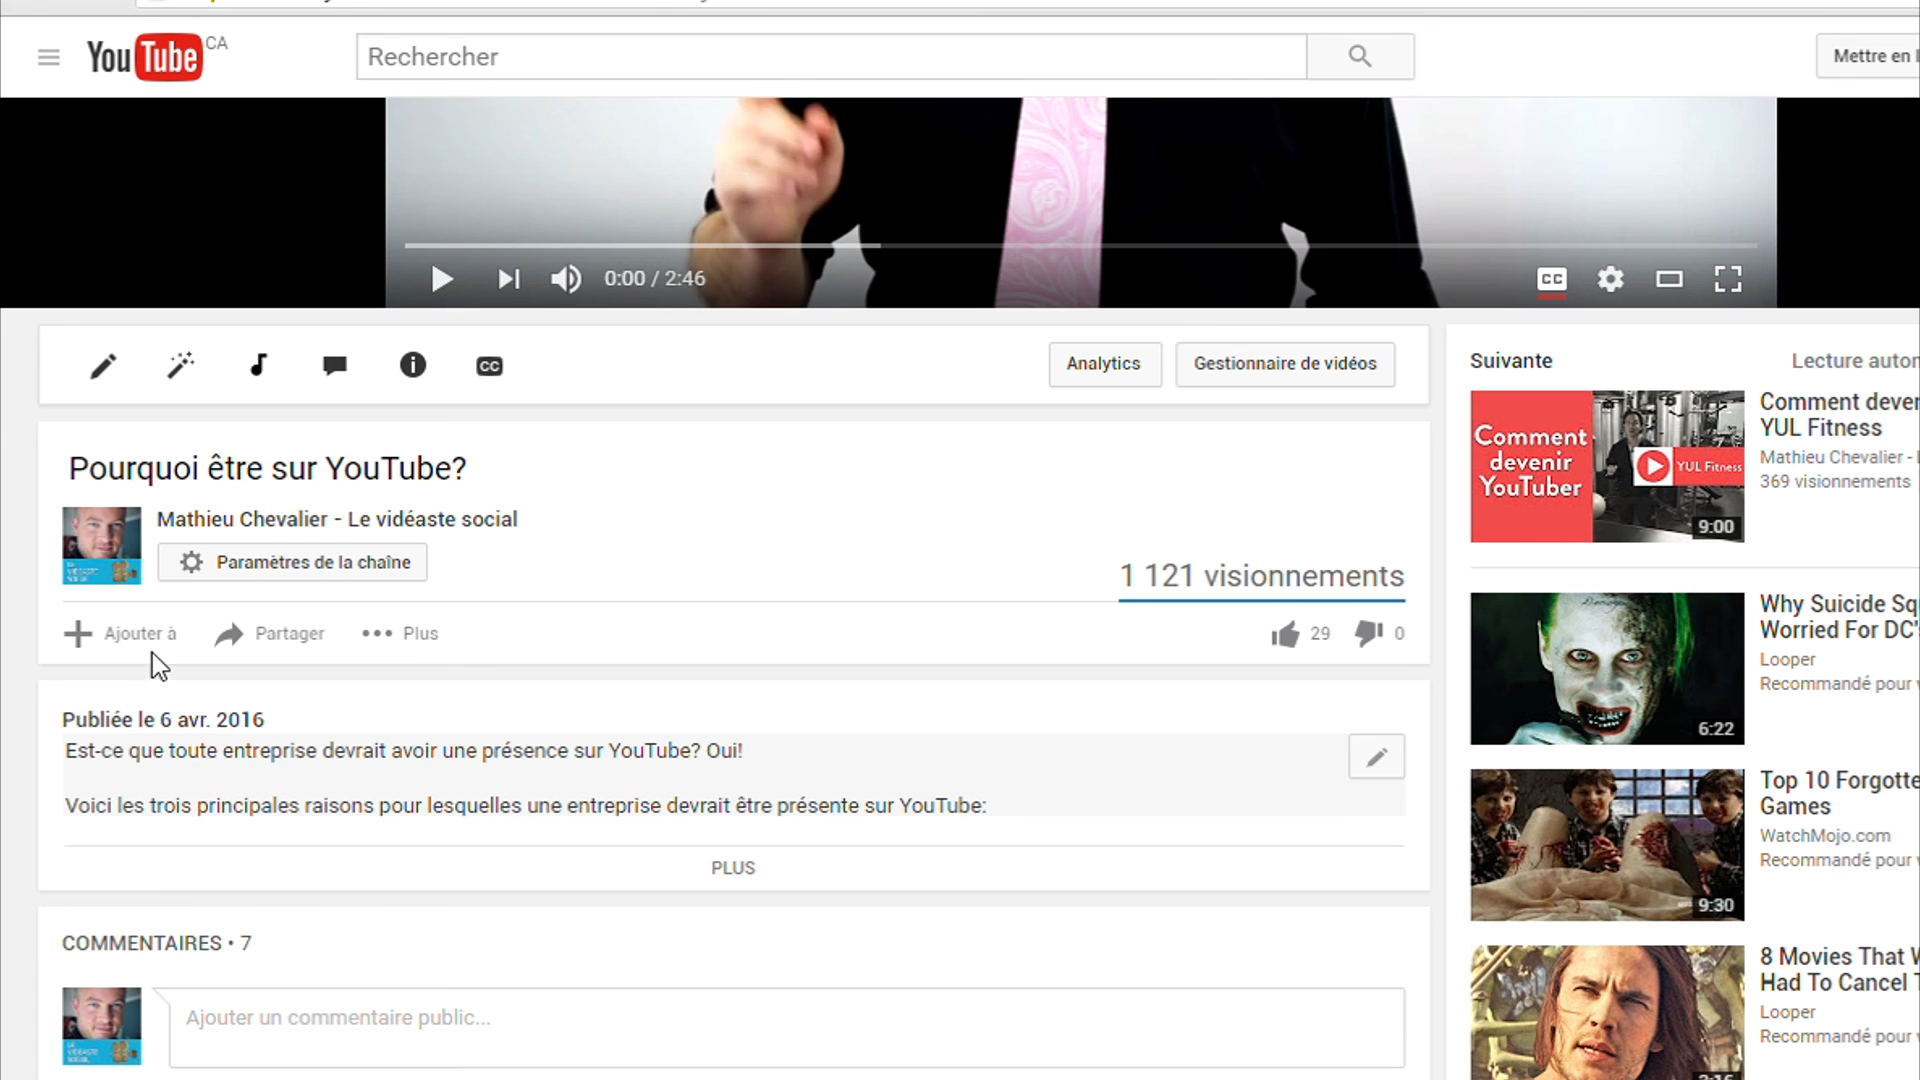 YouTube CA
Rechercher
Mettre en l
0:00 / 2:46
CC
CC
Analytics
Gestionnaire de vidéos
Pourquoi être sur YouTube?
Mathieu Chevalier - Le vidéaste social
Paramètres de la chaîne
1 121 visionnements
Ajouter à
Partager
Plus
29
0
Publiée le 6 avr. 2016
Est-ce que toute entreprise devrait avoir une présence sur YouTube? Oui!
Voici les trois principales raisons pour lesquelles une entreprise devrait être présente sur YouTube:
PLUS
COMMENTAIRES • 7
Ajouter un commentaire public...
Suivante
Lecture auton
Comment
devenir
YouTuber
YUL Fitness
9:00
Comment dever
YUL Fitness
Mathieu Chevalier -
369 visionnements
6:22
Why Suicide Sq
Worried For DC'
Looper
Recommandé pour
9:30
Top 10 Forgotte
Games
WatchMojo.com
Recommandé pour
8 Movies That
Had To Cancel
Looper
Recommandé pour